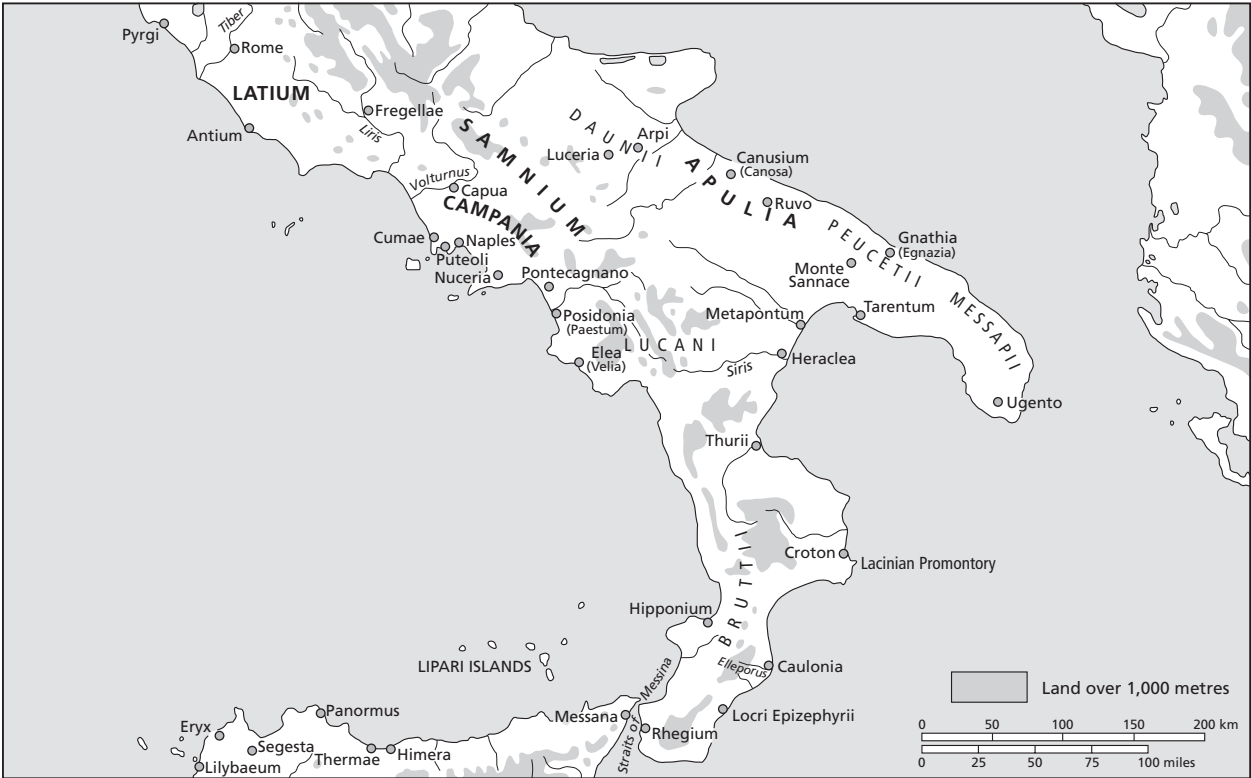 Pyrgi
Tiber
Rome
LATIUM
Fregellae
Antium
Liris
SAMNIUM
DAUNII
Arpi
Luceria
APULIA
Canusium
(Canosa)
Volturnus
Capua
CAMPANIA
Ruvo
PEUCETII
Cumae
Naples
Puteoli
Nuceria
Pontecagnano
Gnathia
(Egnazia)
Monte
Sannace
MESSAPII
Posidonia
(Paestum)
Metapontum
Tarentum
LUCANI
Elea
(Velia)
Siris
Heraclea
Ugento
Thurii
BRUTTII
Croton
Lacinian Promontory
Hipponium
LIPARI ISLANDS
Elleporus
Caulonia
Straits of Messina
Messana
Rhegium
Locri Epizephyrii
Eryx
Panormus
Segesta
Thermae
Himera
Lilybaeum
Land over 1,000 metres
0 50 100 150 200 km
0 25 50 75 100 miles